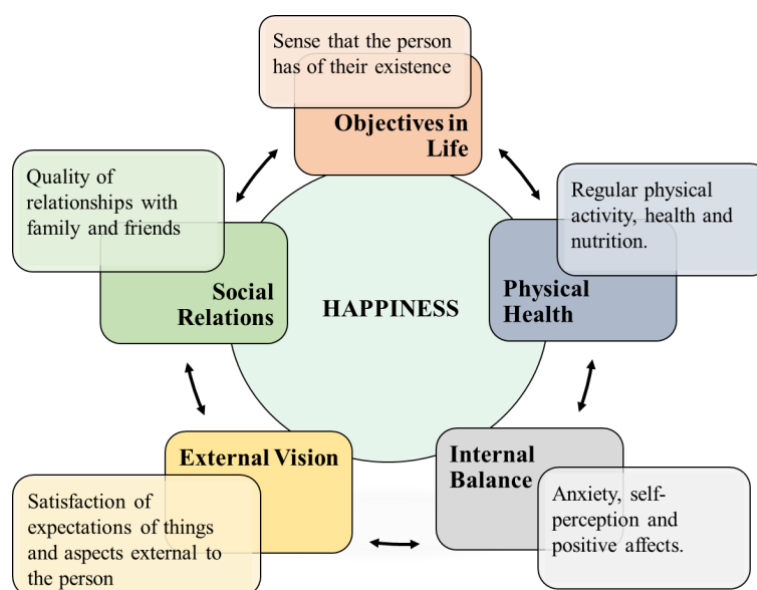 Sense that the person
has of their existence
Objectives in
Life
Quality of
relationships with
family and friends
Social
Relations
Regular physical
activity, health and
nutrition.
Physical
Health
HAPPINESS
External Vision
Satisfaction of
expectations of things
and aspects external to
the person
Internal
Balance
Anxiety, self-
perception and
positive affects.